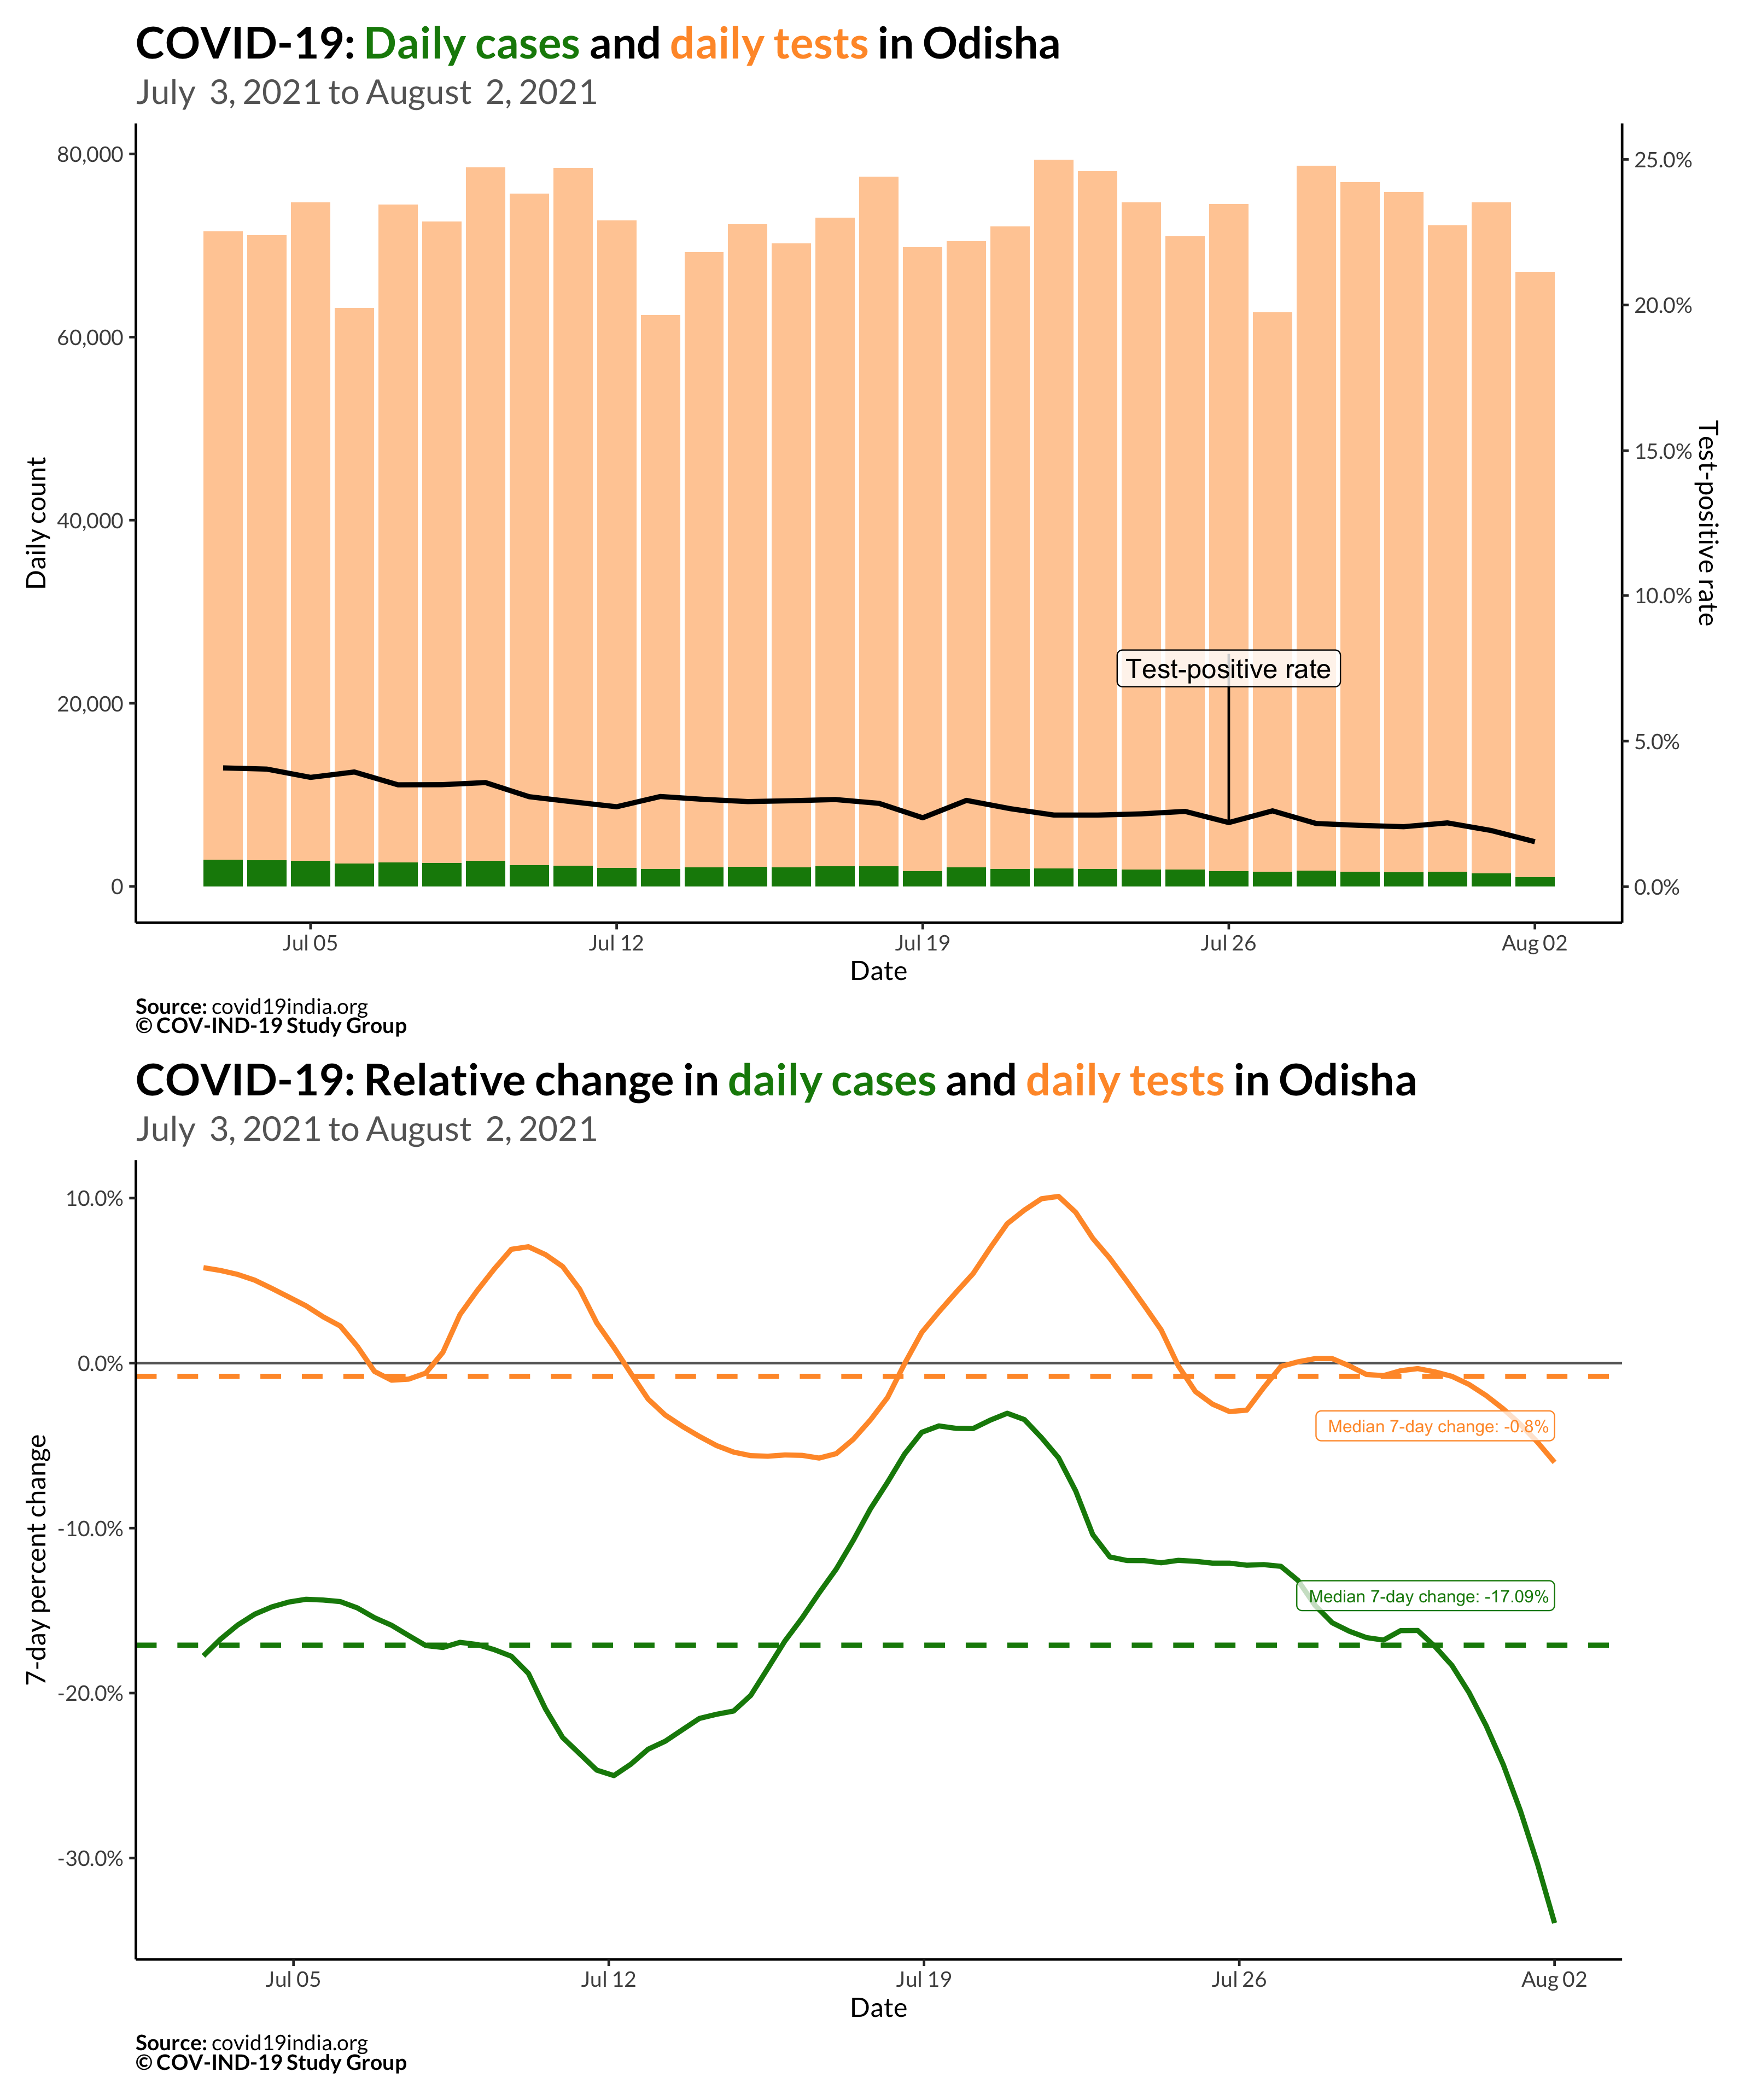 COVID-19: Daily cases and daily tests in Odisha
July  3, 2021 to August  2, 2021
80,000
60,000
40,000
20,000
0
Daily count
25.0%
20.0%
15.0%
10.0%
5.0%
0.0%
Test-positive rate
Test-positive rate
Jul 05
Jul 12
Jul 19
Jul 26
Aug 02
Date
Source: covid19india.org
© COV-IND-19 Study Group
COVID-19: Relative change in daily cases and daily tests in Odisha
July  3, 2021 to August  2, 2021
10.0%
0.0%
-10.0%
-20.0%
-30.0%
7-day percent change
Median 7-day change: -0.8%
Median 7-day change: -17.09%
Jul 05
Jul 12
Jul 19
Jul 26
Aug 02
Date
Source: covid19india.org
© COV-IND-19 Study Group